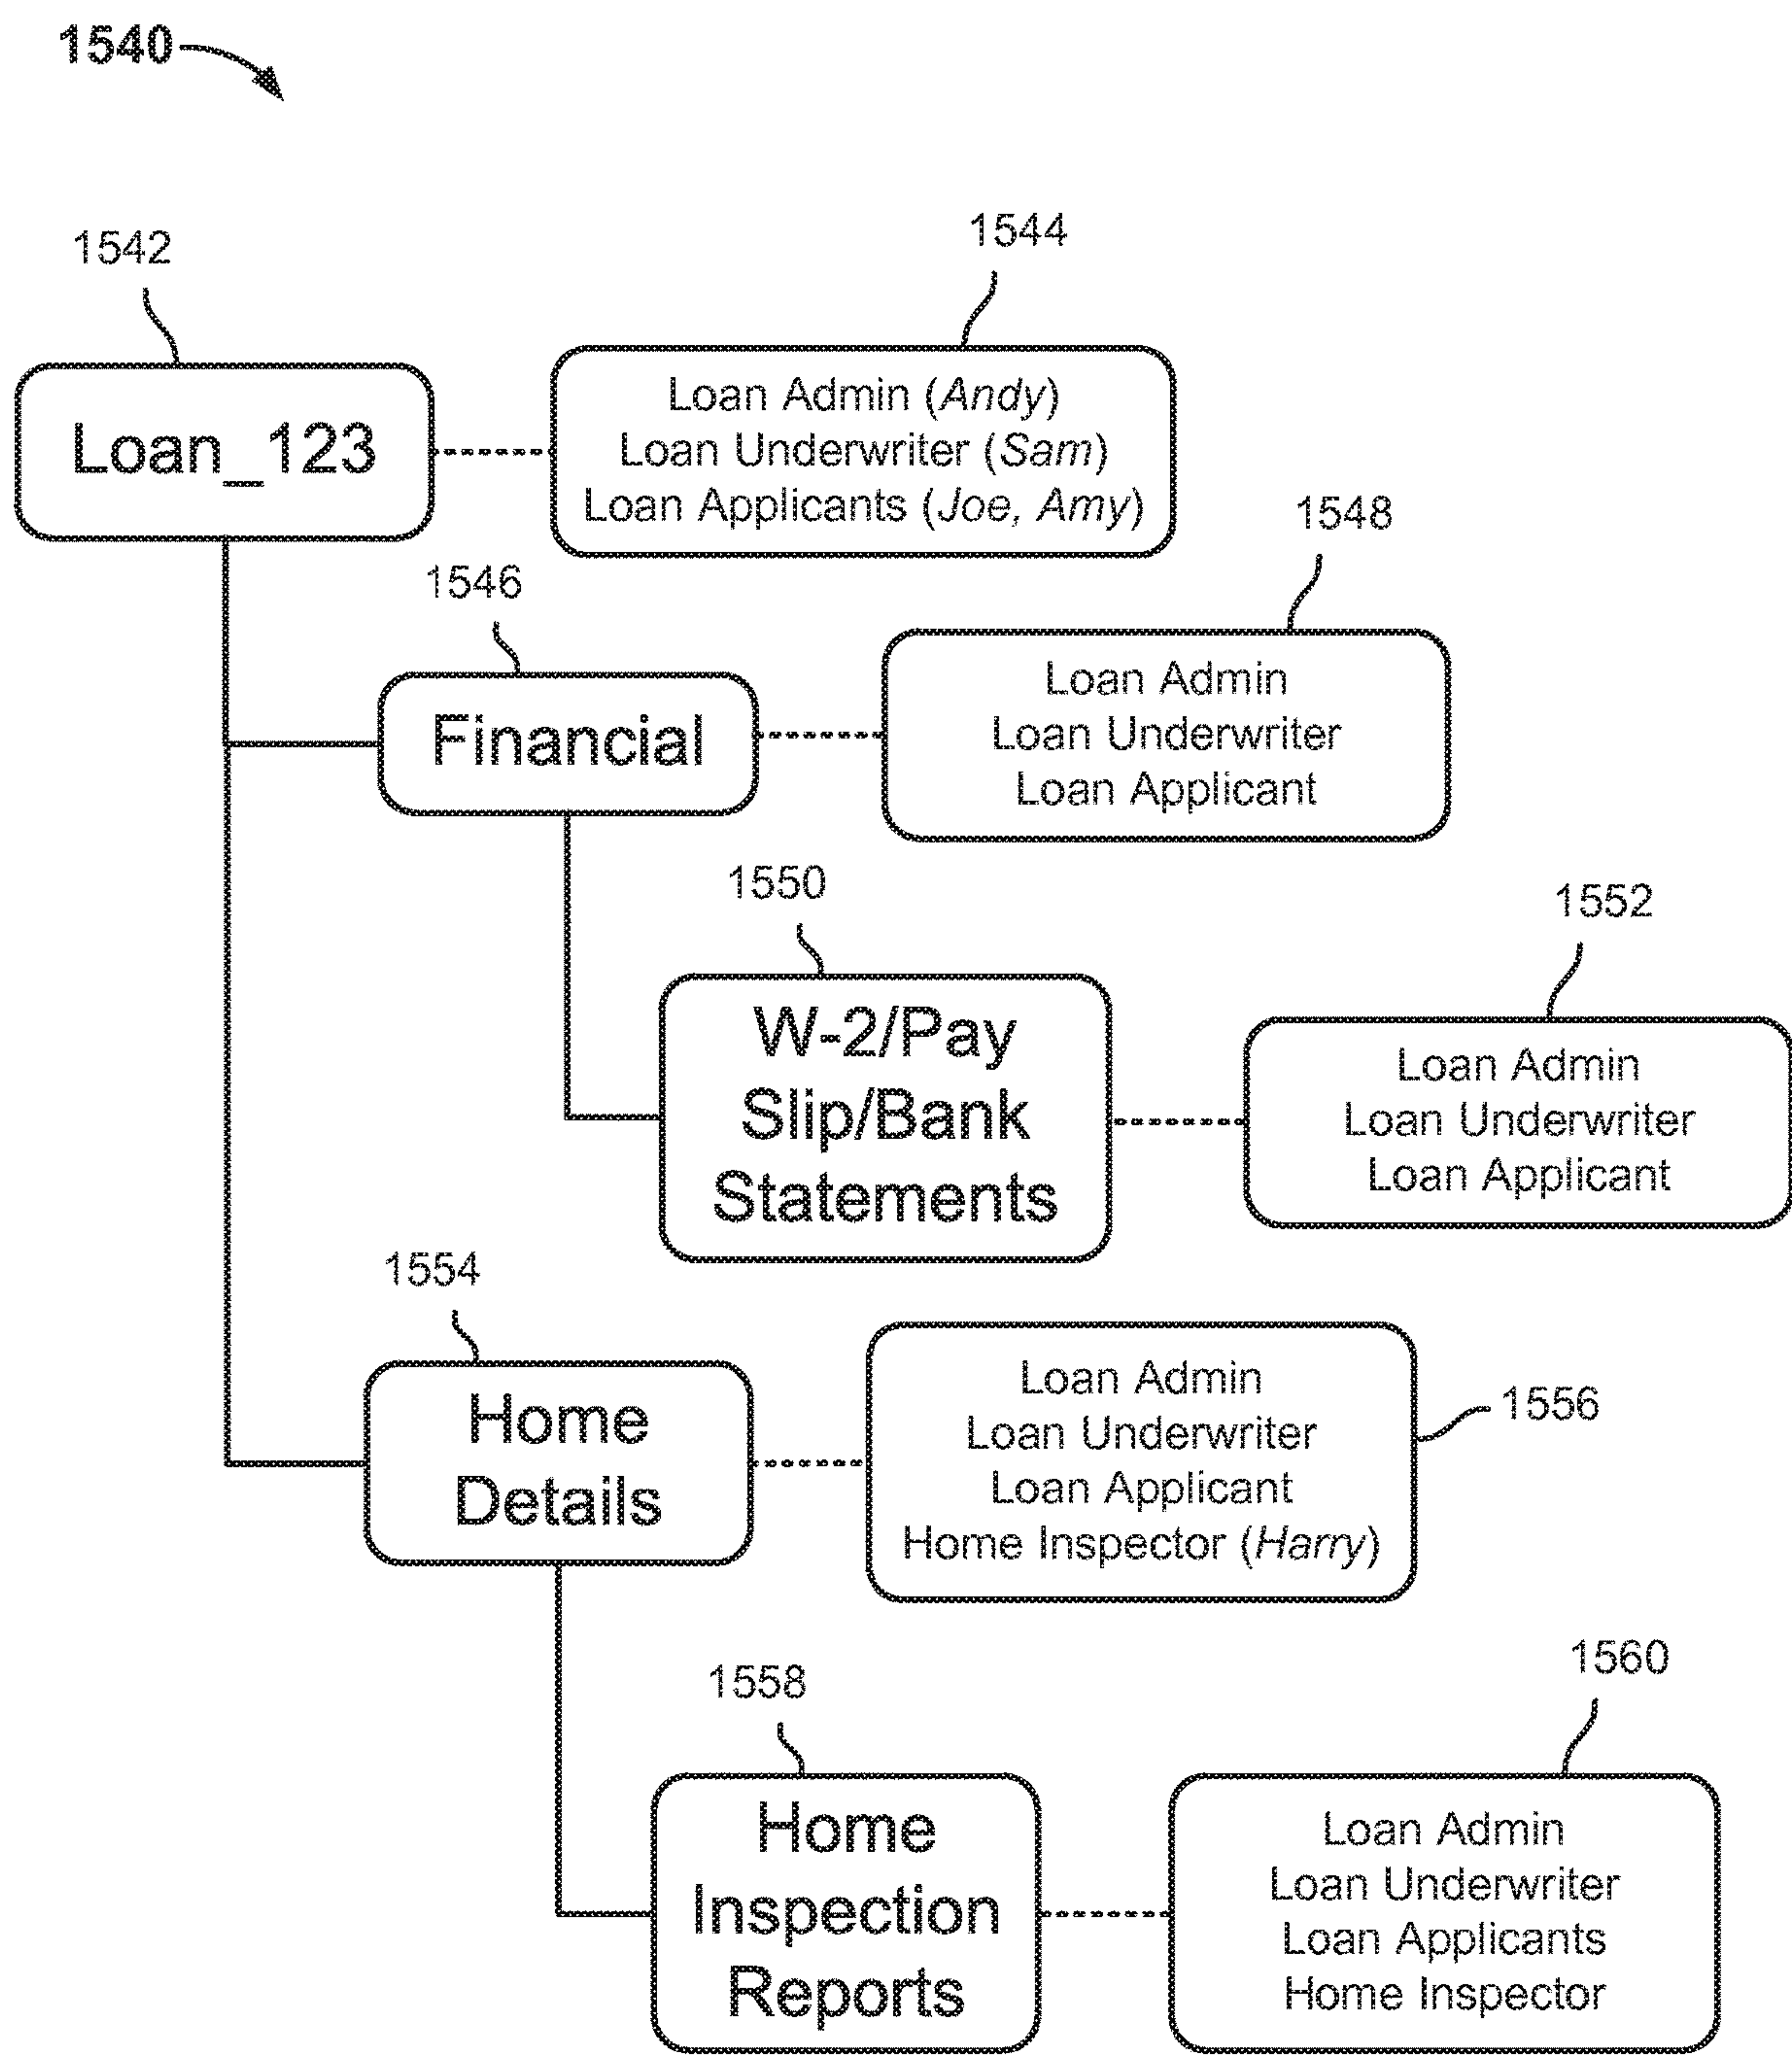 1540
1542
1544
Loan_123
Loan Admin (Andy)
Loan Underwriter (Sam)
Loan Applicants (Joe, Amy)
1546
1548
Financial
Loan Admin
Loan Underwriter
Loan Applicant
1550
1552
W-2/Pay
Slip/Bank
Statements
Loan Admin
Loan Underwriter
Loan Applicant
1554
Home
Details
Loan Admin
Loan Underwriter
Loan Applicant
Home Inspector (Harry)
1556
1558
1560
Home
Inspection
Reports
Loan Admin
Loan Underwriter
Loan Applicants
Home Inspector